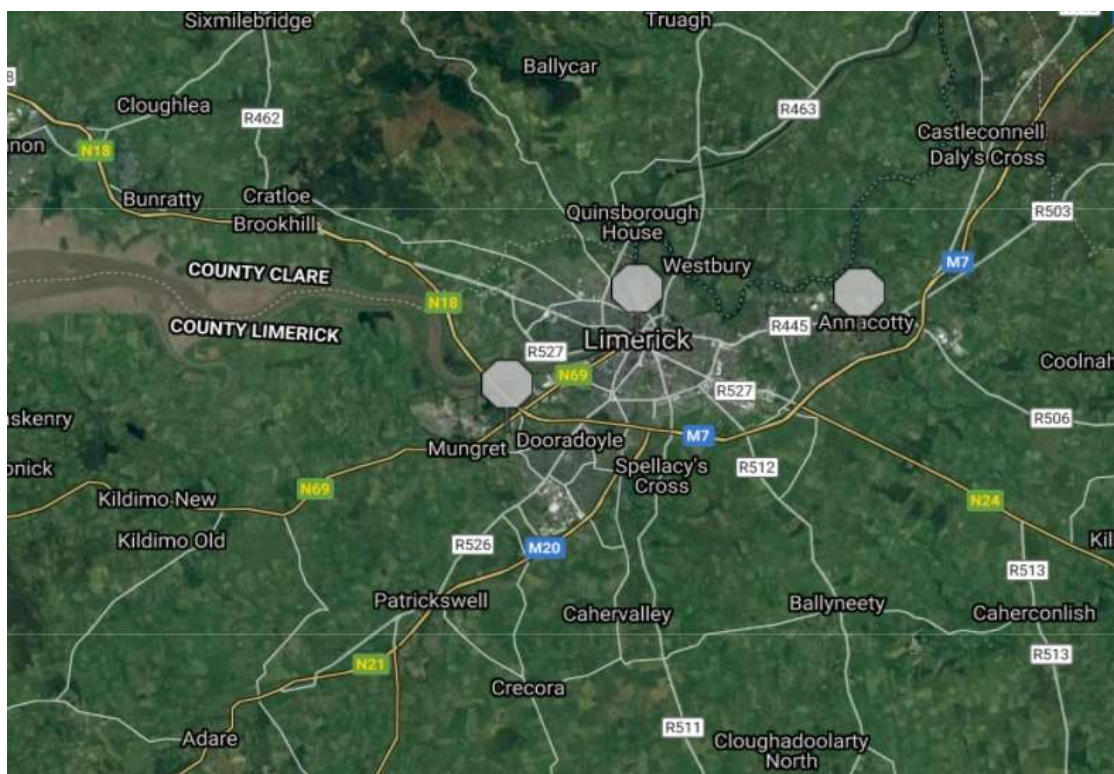 Sixmilebridge
Truagh
Ballycar
Cloughlea
R462
R463
Castleconnell
Daly's Cross
N18
Bunratty
Cratloe
Brookhill
Quinsborough
House
R503
Westbury
COUNTY CLARE
M7
N18
COUNTY LIMERICK
Annacotty
R445
Limerick
R527
N69
R527
R506
Mungret
Dooradoyle
M7
Spellacy's
Cross
R512
N69
Kildimo New
N24
Kildimo Old
R526
M20
R513
Patrickswell
Cahervalley
Ballyneety
Caherconlish
N21
R513
Crecora
R511
Adare
Cloughadoolarty
North